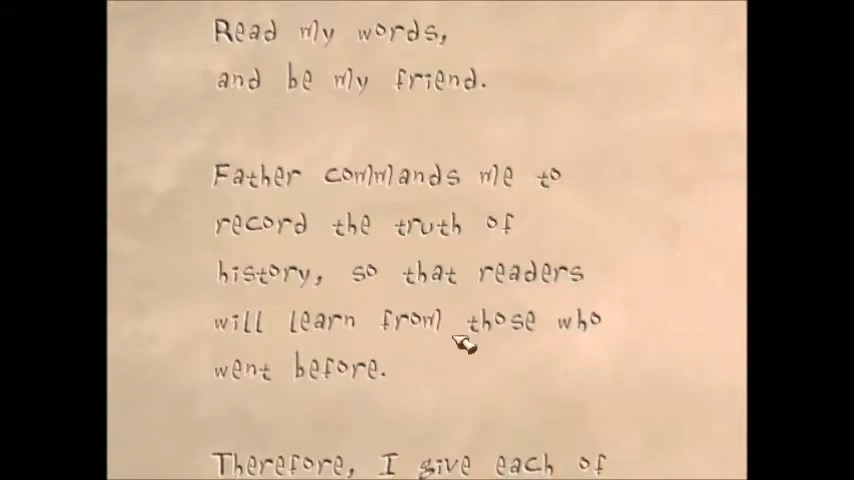 Read my words,
and be my friend.
Father commands me to
record the truth of
history, so that readers
will learn from those who
went before.
Therefore, I give each of